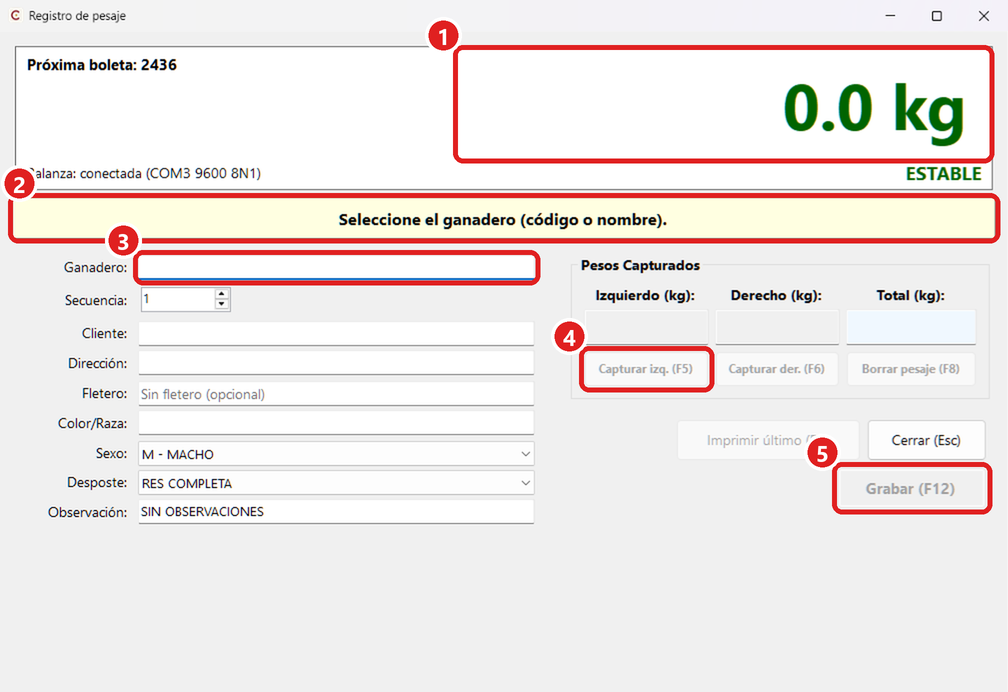 Registro de pesaje
1
Próxima boleta: 2436
0.0 kg
Balanza: conectada (COM3 9600 8N1)
ESTABLE
2
Seleccione el ganadero (código o nombre).
3
Ganadero:
Secuencia: 1
Cliente:
Dirección:
Fletero: Sin fletero (opcional)
Color/Raza:
Sexo: M - MACHO
Desposte: RES COMPLETA
Observación: SIN OBSERVACIONES
Pesos Capturados
Izquierdo (kg): Derecho (kg): Total (kg):
4
Capturar izq. (F5) Capturar der. (F6) Borrar pesaje (F8)
Imprimir último Cerrar (Esc)
5
Grabar (F12)